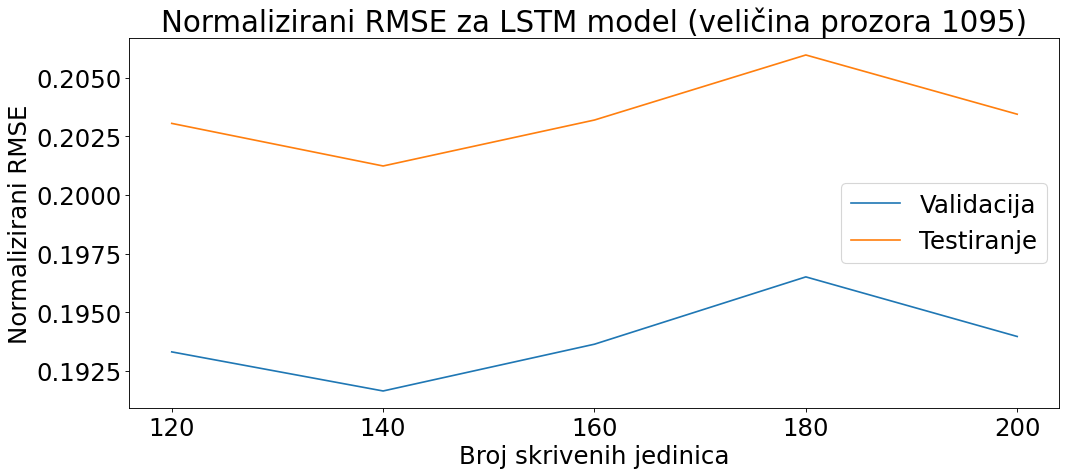 Normalizirani RMSE za LSTM model (veličina prozora 1095)
Normalizirani RMSE
0.2050
0.2025
0.2000
0.1975
0.1950
0.1925
Validacija
Testiranje
120 140 160 180 200
Broj skrivenih jedinica